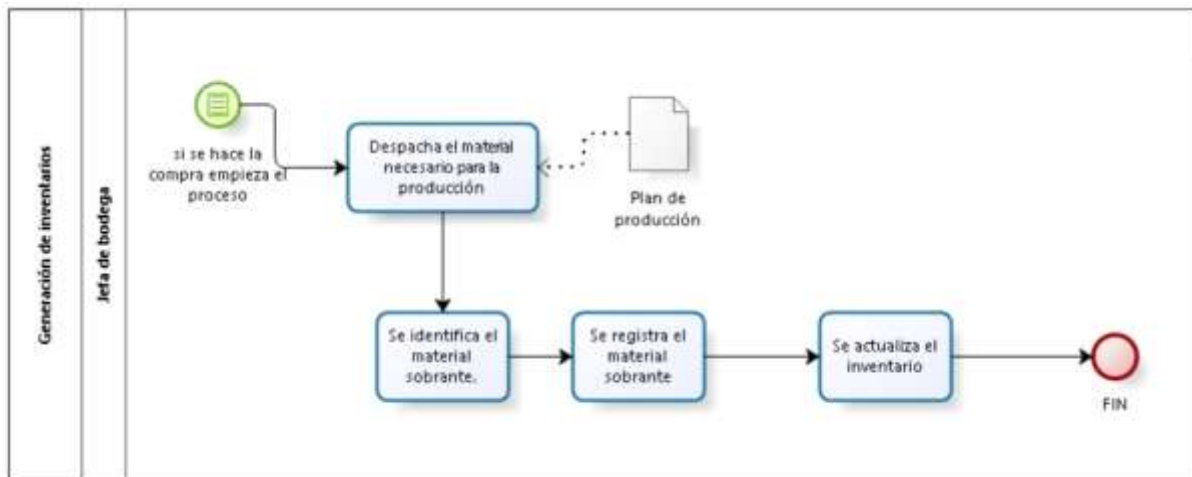 Generación de inventarios
Jefa de bodega
si se hace la
compra empieza el
proceso
Despacha el material
necesario para la
producción
Plan de
producción
Se identifica el
material
sobrante.
Se registra el
material
sobrante
Se actualiza el
inventario
FIN